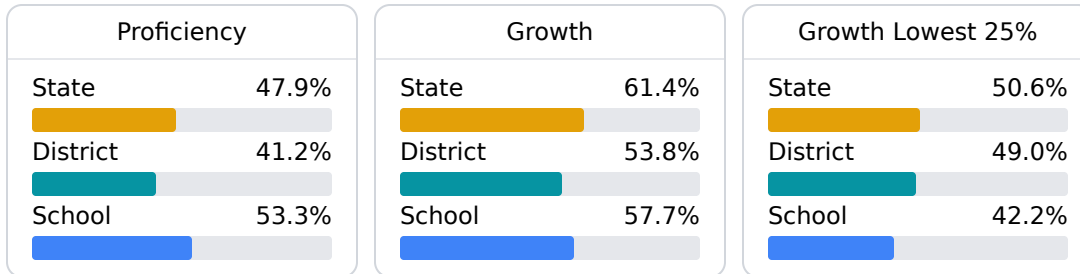 Proficiency
State 47.9%
District 41.2%
School 53.3%
Growth
State 61.4%
District 53.8%
School 57.7%
Growth Lowest 25%
State 50.6%
District 49.0%
School 42.2%